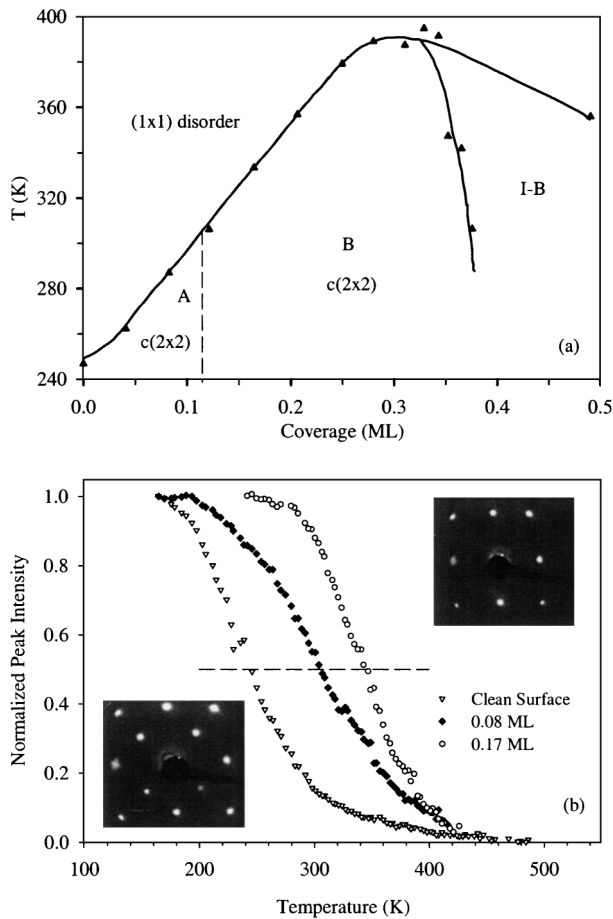 400
360
320
280
240
T (K)
(1x1) disorder
A
c(2x2)
B
c(2x2)
I-B
(a)
0.0 0.1 0.2 0.3 0.4 0.5
Coverage (ML)
1.0
0.8
0.6
0.4
0.2
0.0
Normalized Peak Intensity
Clean Surface
0.08 ML
0.17 ML
(b)
100 200 300 400 500
Temperature (K)